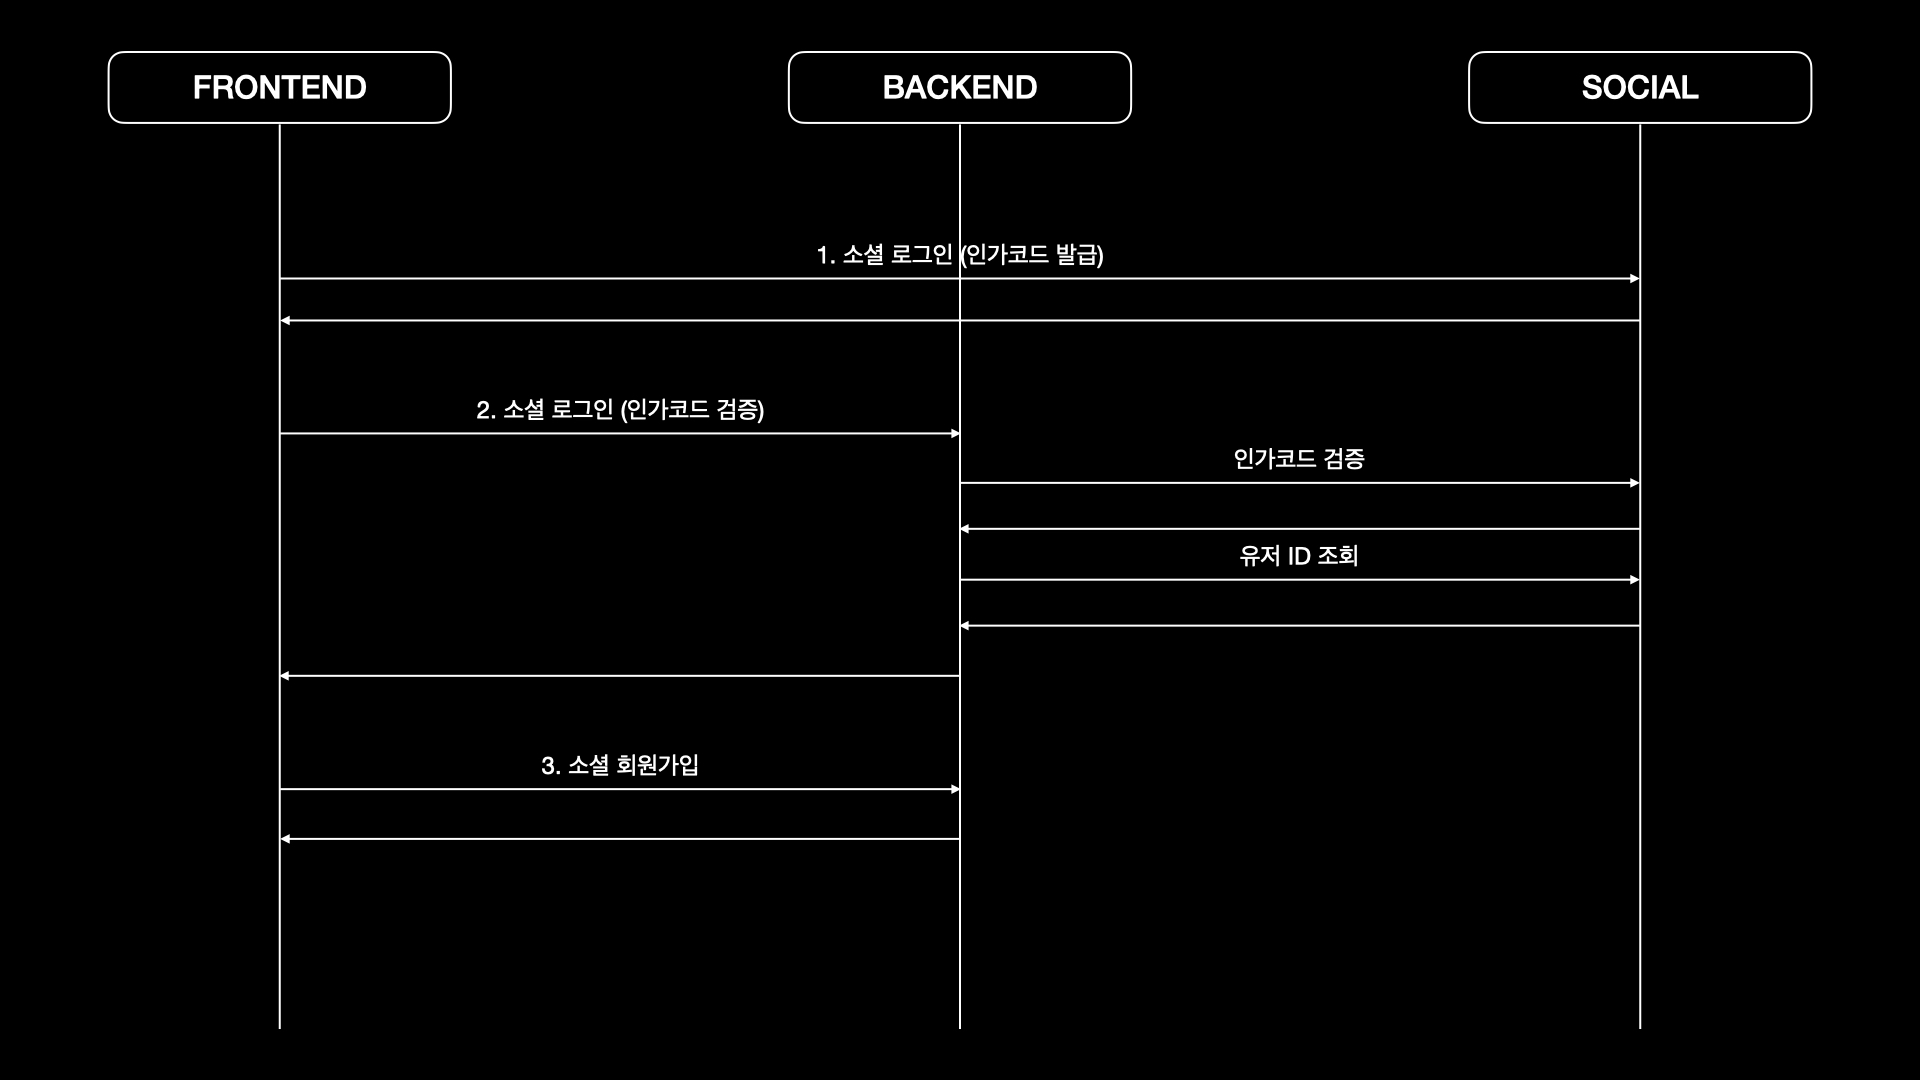 FRONTEND
BACKEND
SOCIAL
1. 소셜 로그인 (인가코드 발급)
2. 소셜 로그인 (인가코드 검증)
인가코드 검증
유저 ID 조회
3. 소셜 회원가입